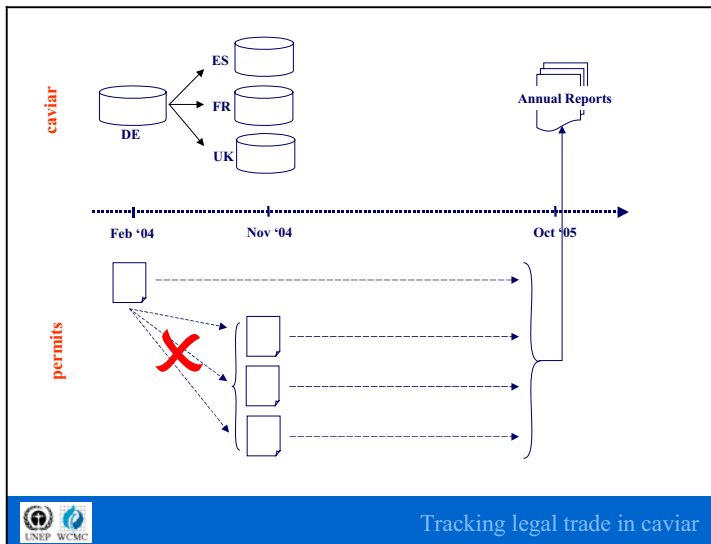 ES
caviar
DE
FR
UK
Annual Reports
Feb ‘04
Nov ‘04
Oct ‘05
permits
UNEP WCMC
Tracking legal trade in caviar